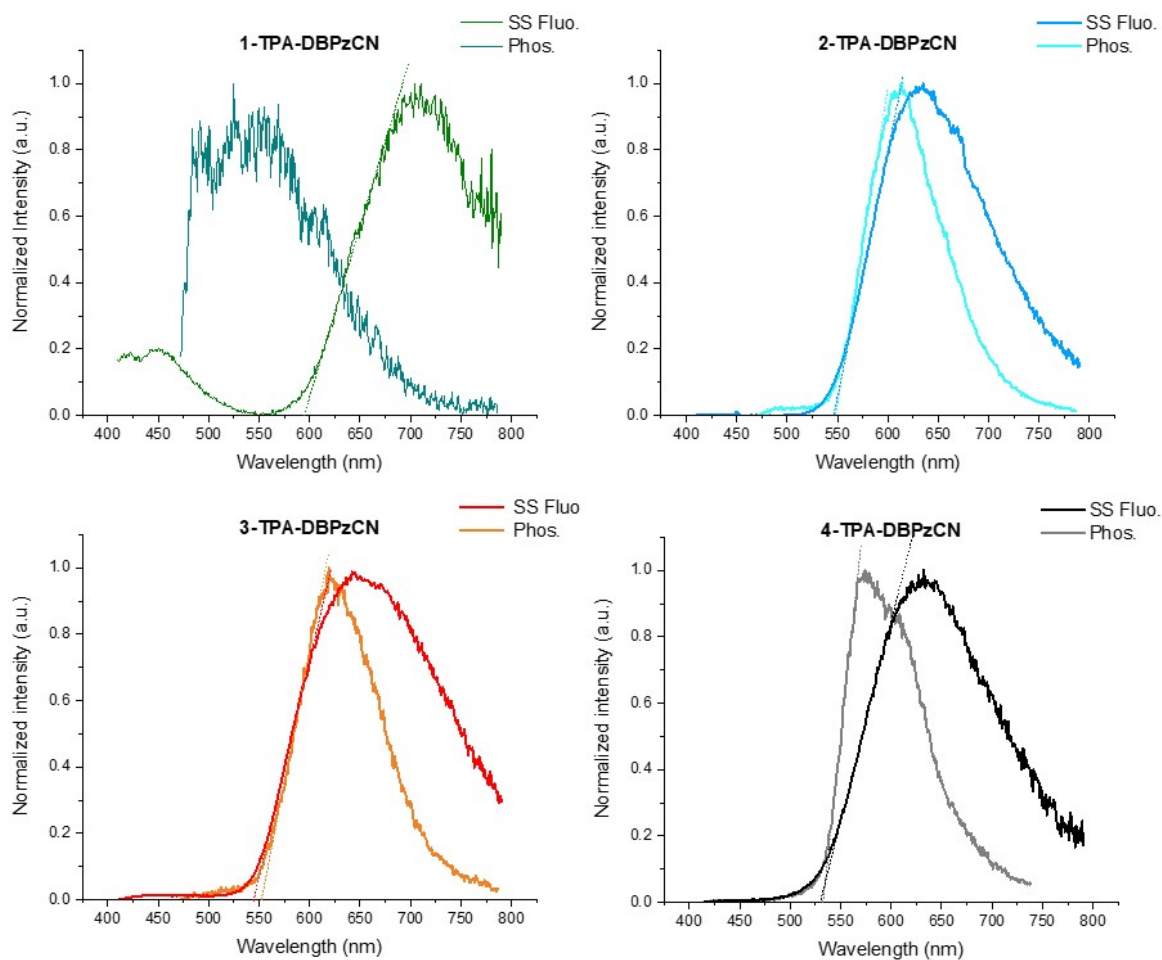 1-TPA-DBPzCN
SS Fluo.
Phos.
Normalized Intensity (a.u.)
1.0
0.8
0.6
0.4
0.2
0.0
400 450 500 550 600 650 700 750 800
Wavelength (nm)
2-TPA-DBPzCN
SS Fluo.
Phos.
Normalized intensity (a.u.)
1.0
0.8
0.6
0.4
0.2
0.0
400 450 500 550 600 650 700 750 800
Wavelength (nm)
3-TPA-DBPzCN
SS Fluo
Phos.
Normalized intensity (a.u.)
1.0
0.8
0.6
0.4
0.2
0.0
400 450 500 550 600 650 700 750 800
Wavelength (nm)
4-TPA-DBPzCN
SS Fluo.
Phos.
Normalized intensity (a.u.)
1.0
0.8
0.6
0.4
0.2
0.0
400 450 500 550 600 650 700 750 800
Wavelength (nm)